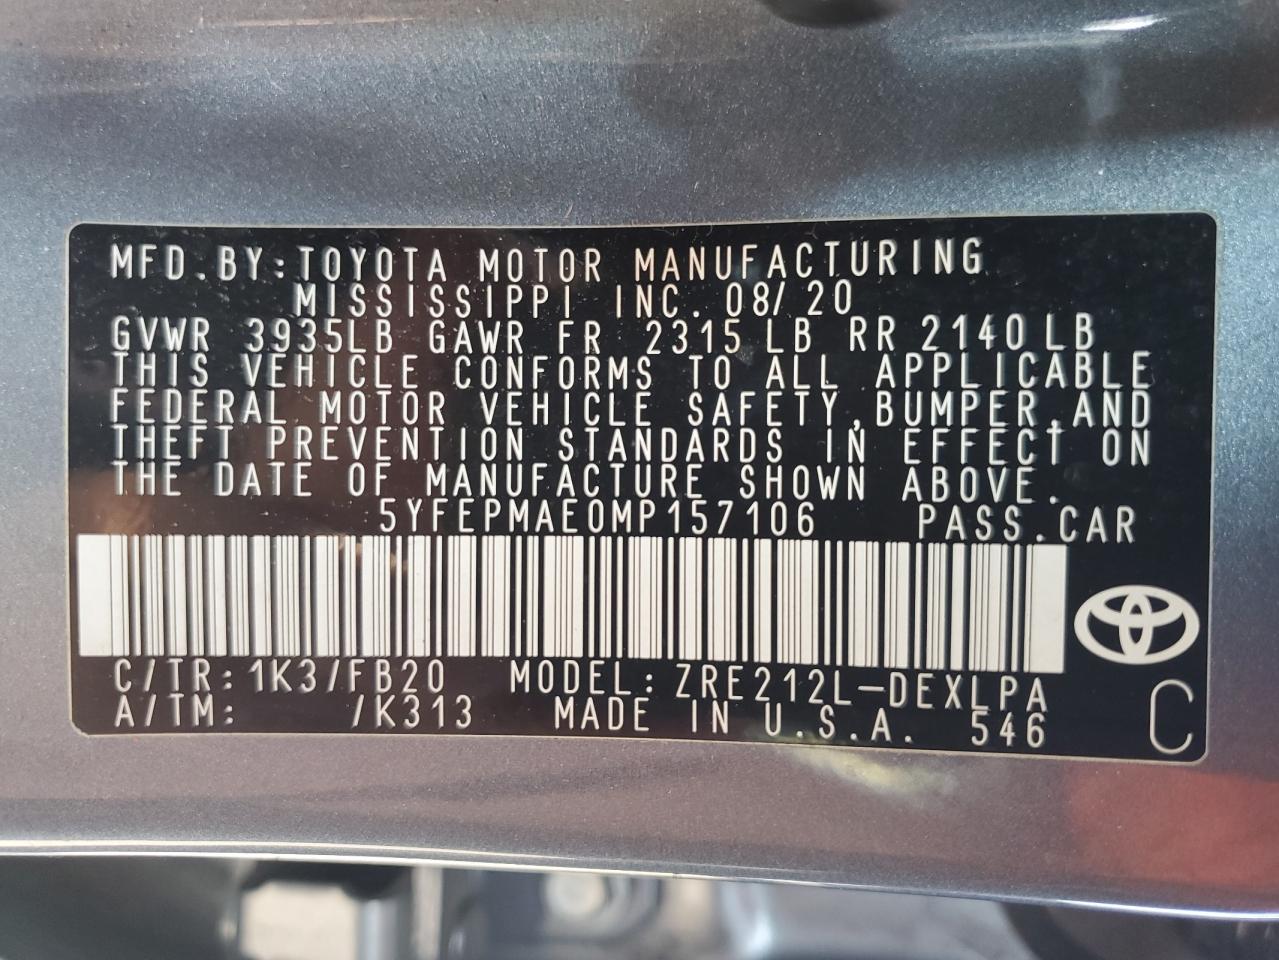 MFD.BY:TOYOTA MOTOR MANUFACTURING
MISSISSIPPI INC. 08/20
GVWR 3935LB GAWR FR 2315 LB RR 2140 LB
THIS VEHICLE CONFORMS TO ALL APPLICABLE
FEDERAL MOTOR VEHICLE SAFETY,BUMPER,AND
THEFT PREVENTION STANDARDS IN EFFECT ON
THE DATE OF MANUFACTURE SHOWN ABOVE.
5YFEPMAE0MP157106 PASS.CAR
C/TR:1K3/FB20 MODEL: ZRE212L-DEXLPA
A/TM: /K313 MADE IN U.S.A. 546
C